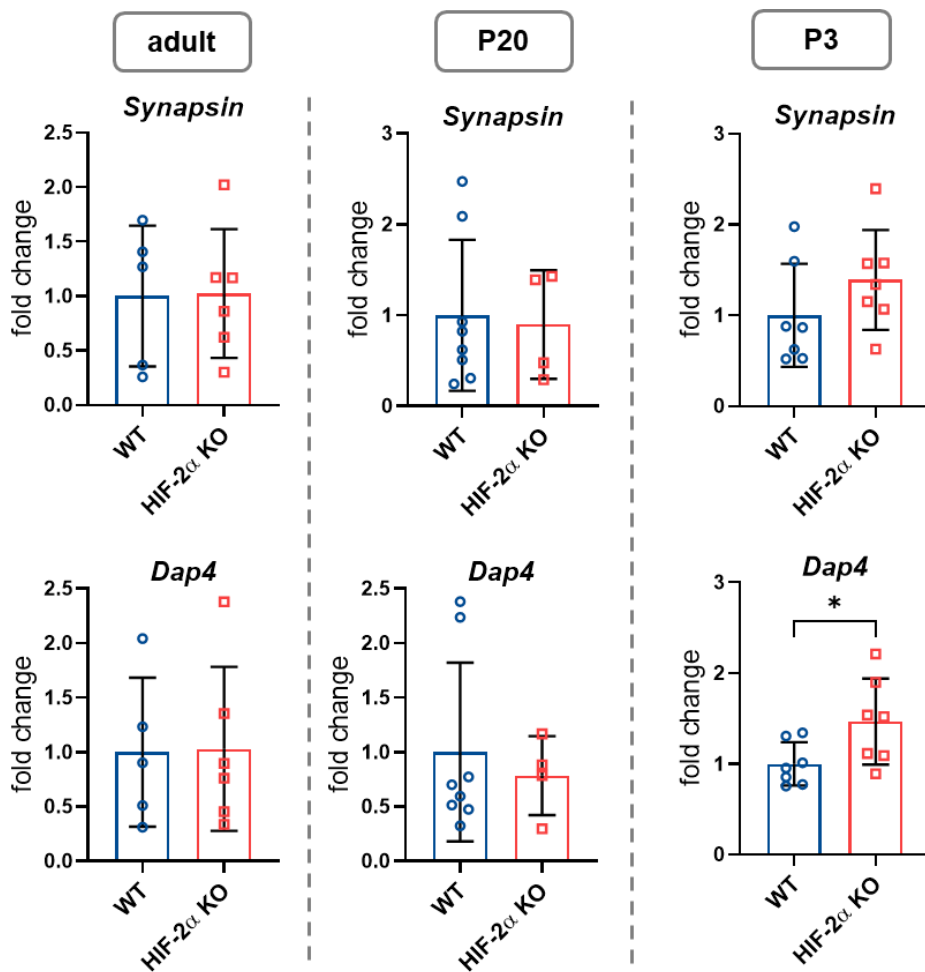 adult
P20
P3
Synapsin
Synapsin
Synapsin
fold change
2.5
2.0
1.5
1.0
0.5
0.0
WT
HIF-2α KO
fold change
3
2
1
0
WT
HIF-2α KO
fold change
3
2
1
0
WT
HIF-2α KO
Dap4
Dap4
Dap4
fold change
2.5
2.0
1.5
1.0
0.5
0.0
WT
HIF-2α KO
fold change
2.5
2.0
1.5
1.0
0.5
0.0
WT
HIF-2α KO
fold change
3
2
1
0
*
WT
HIF-2α KO